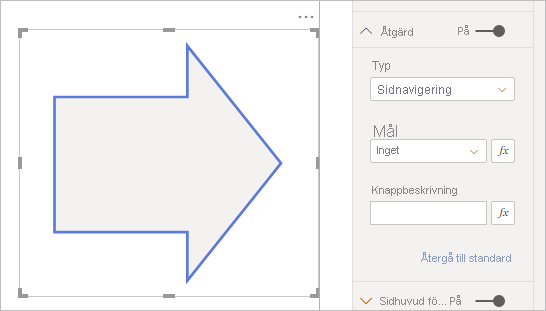 Åtgärd På
Typ
Sidnavigering
Mål
Inget
fx
Knappbeskrivning
fx
Återgå till standard
Sidhuvud fö... På